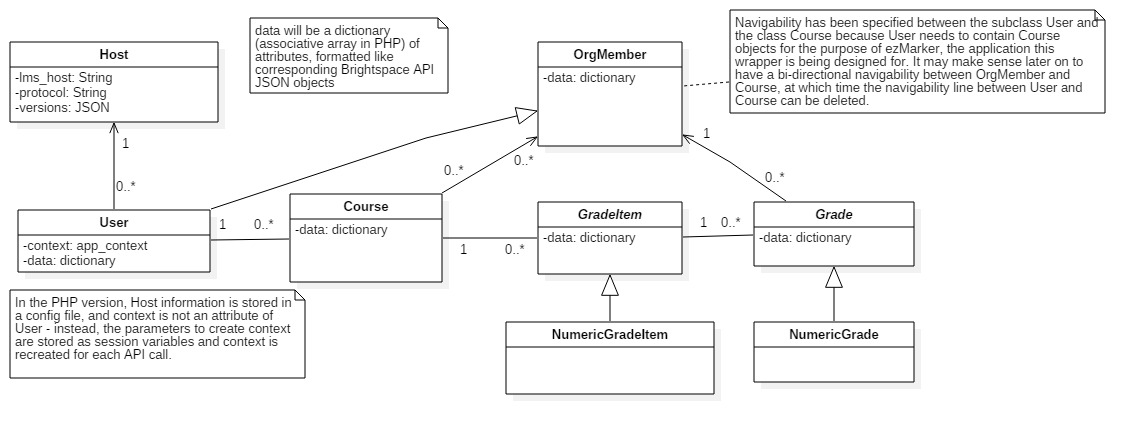 Host
-lms_host: String
-protocol: String
-versions: JSON
data will be a dictionary
(associative array in PHP) of
attributes, formatted like
corresponding Brightspace API
JSON objects
OrgMember
-data: dictionary
Navigability has been specified between the subclass User and
the class Course because User needs to contain Course
objects for the purpose of ezMarker, the application this
wrapper is being designed for. It may make sense later on to
have a bi-directional navigability between OrgMember and
Course, at which time the navigability line between User and
Course can be deleted.
1
0..*
0..*
0..*
1
0..*
User
-context: app_context
-data: dictionary
1
0..*
Course
-data: dictionary
1
0..*
GradeItem
-data: dictionary
1
0..*
Grade
-data: dictionary
In the PHP version, Host information is stored in
a config file, and context is not an attribute of
User - instead, the parameters to create context
are stored as session variables and context is
recreated for each API call.
NumericGradeItem
NumericGrade